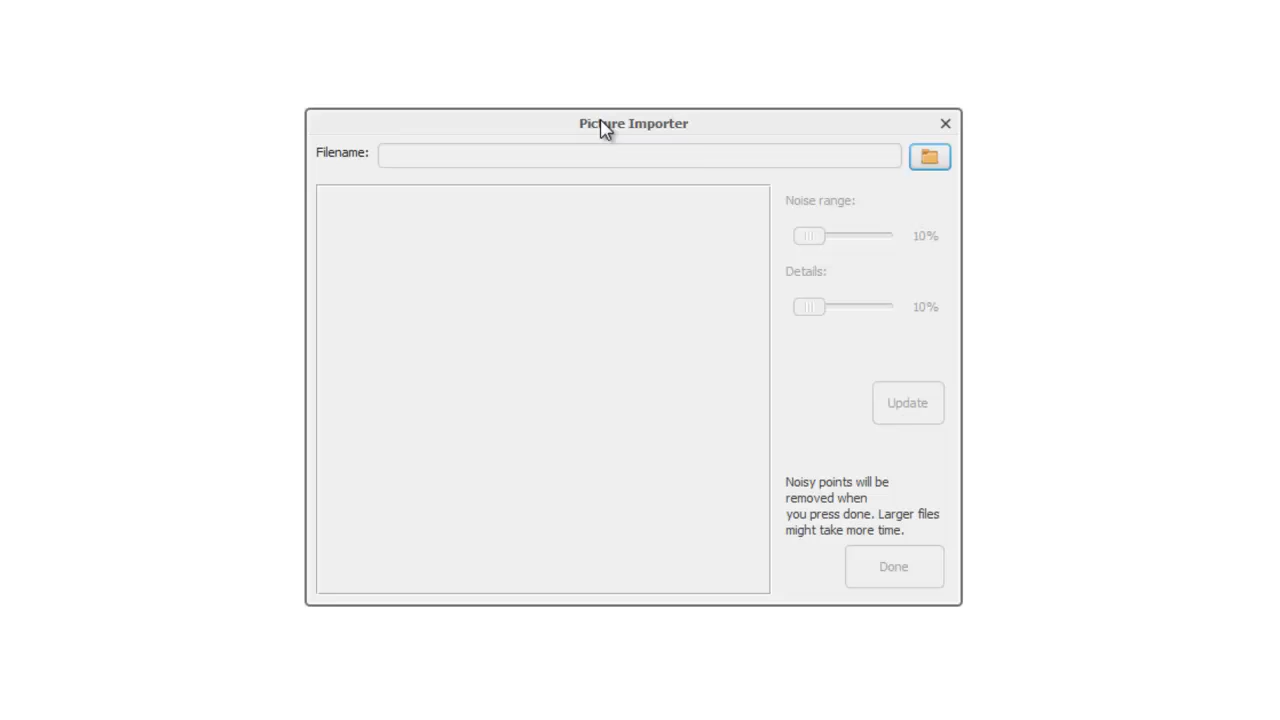 Picture Importer
Filename:
Noise range:
10%
Details:
10%
Update
Noisy points will be
removed when
you press done. Larger files
might take more time.
Done